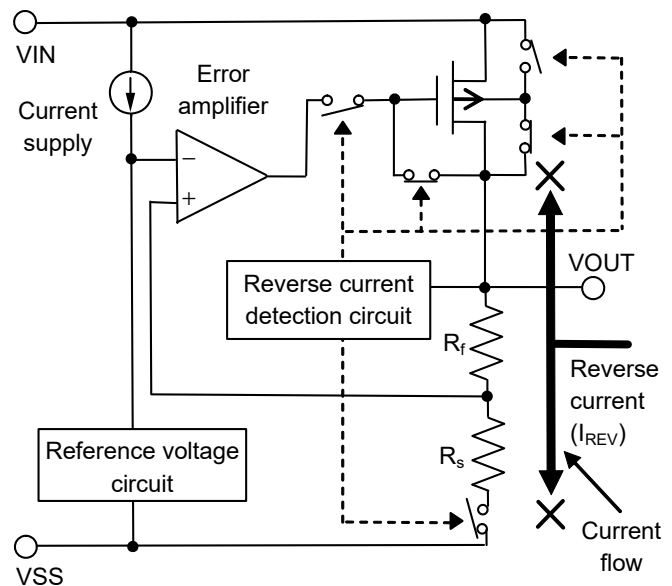 VIN
Current
supply
Error
amplifier
−
+
Reverse current
detection circuit
VOUT
Rf
Reverse
current
(IREV)
Rs
Reference voltage
circuit
Current
flow
VSS